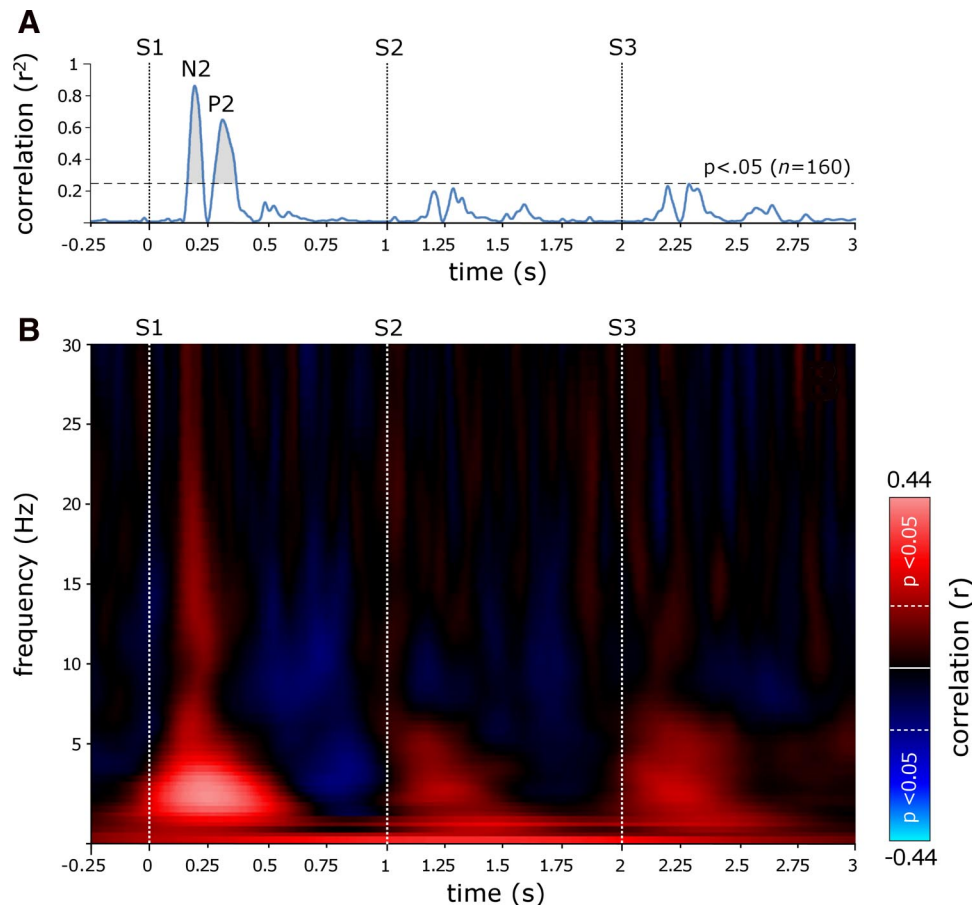 A
S1
S2
S3
N2
P2
correlation (r²)
1
0.8
0.6
0.4
0.2
p<.05 (n=160)
-0.25
0
0.25
0.5
0.75
1
1.25
1.5
1.75
2
2.25
2.5
2.75
3
time (s)
B
S1
S2
S3
frequency (Hz)
30
25
20
15
10
5
-0.25
0
0.25
0.5
0.75
1
1.25
1.5
1.75
2
2.25
2.5
2.75
3
time (s)
0.44
p <0.05
p <0.05
-0.44
correlation (r)